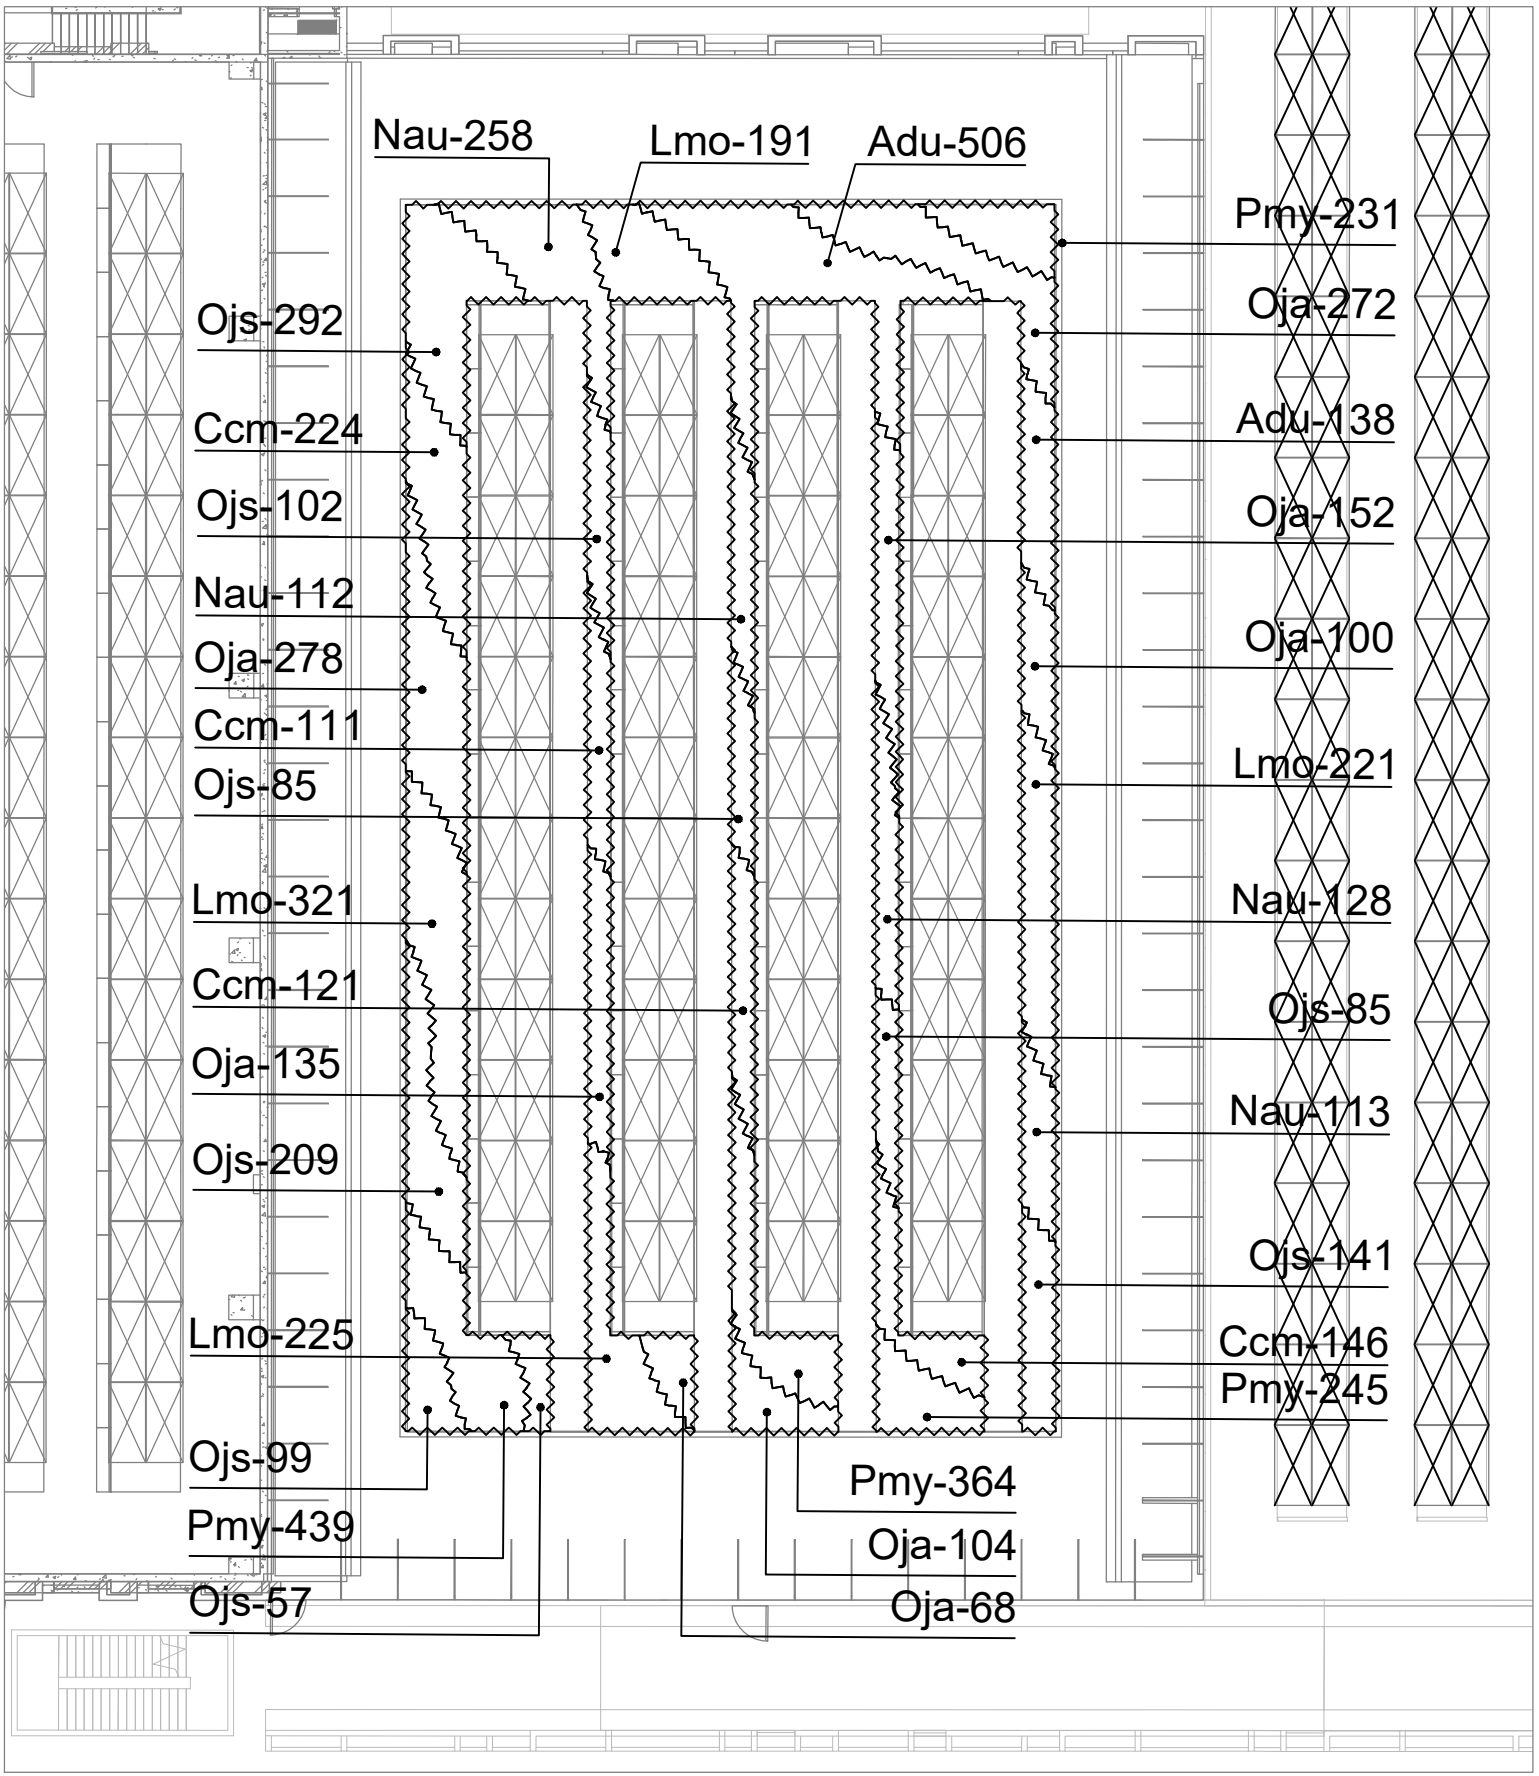 Nau-258
Lmo-191
Adu-506
Pmy-231
Ojs-292
Oja-272
Ccm-224
Adu-138
Ojs-102
Oja-152
Nau-112
Oja-278
Oja-100
Ccm-111
Ojs-85
Lmo-221
Lmo-321
Nau-128
Ccm-121
Ojs-85
Oja-135
Nau-113
Ojs-209
Ojs-141
Lmo-225
Ccm-146
Pmy-245
Ojs-99
Pmy-364
Pmy-439
Oja-104
Ojs-57
Oja-68